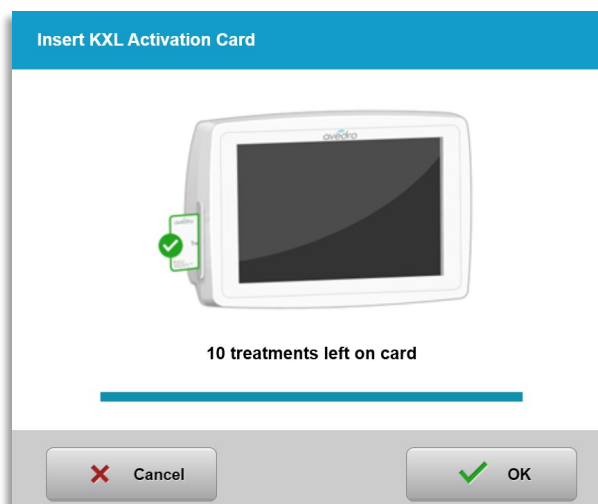 Insert KXL Activation Card
avedro
10 treatments left on card
Cancel
OK